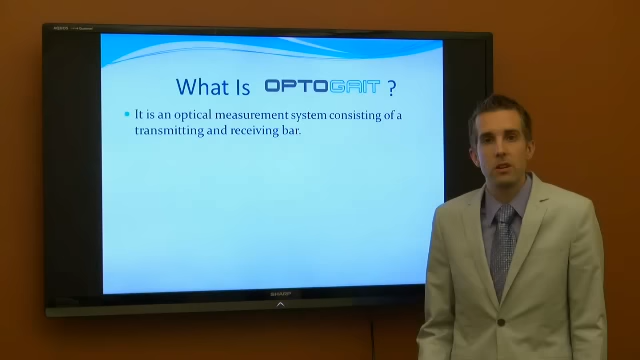 What Is OPTOGAIT ?
It is an optical measurement system consisting of a
transmitting and receiving bar.
SHARP